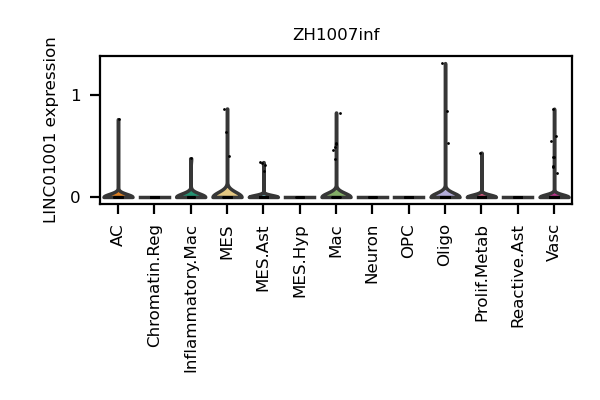 ZH1007inf
LINC01001 expression
1
0
AC
Chromatin.Reg
Inflammatory.Mac
MES
MES.Ast
MES.Hyp
Mac
Neuron
OPC
Oligo
Prolif.Metab
Reactive.Ast
Vasc